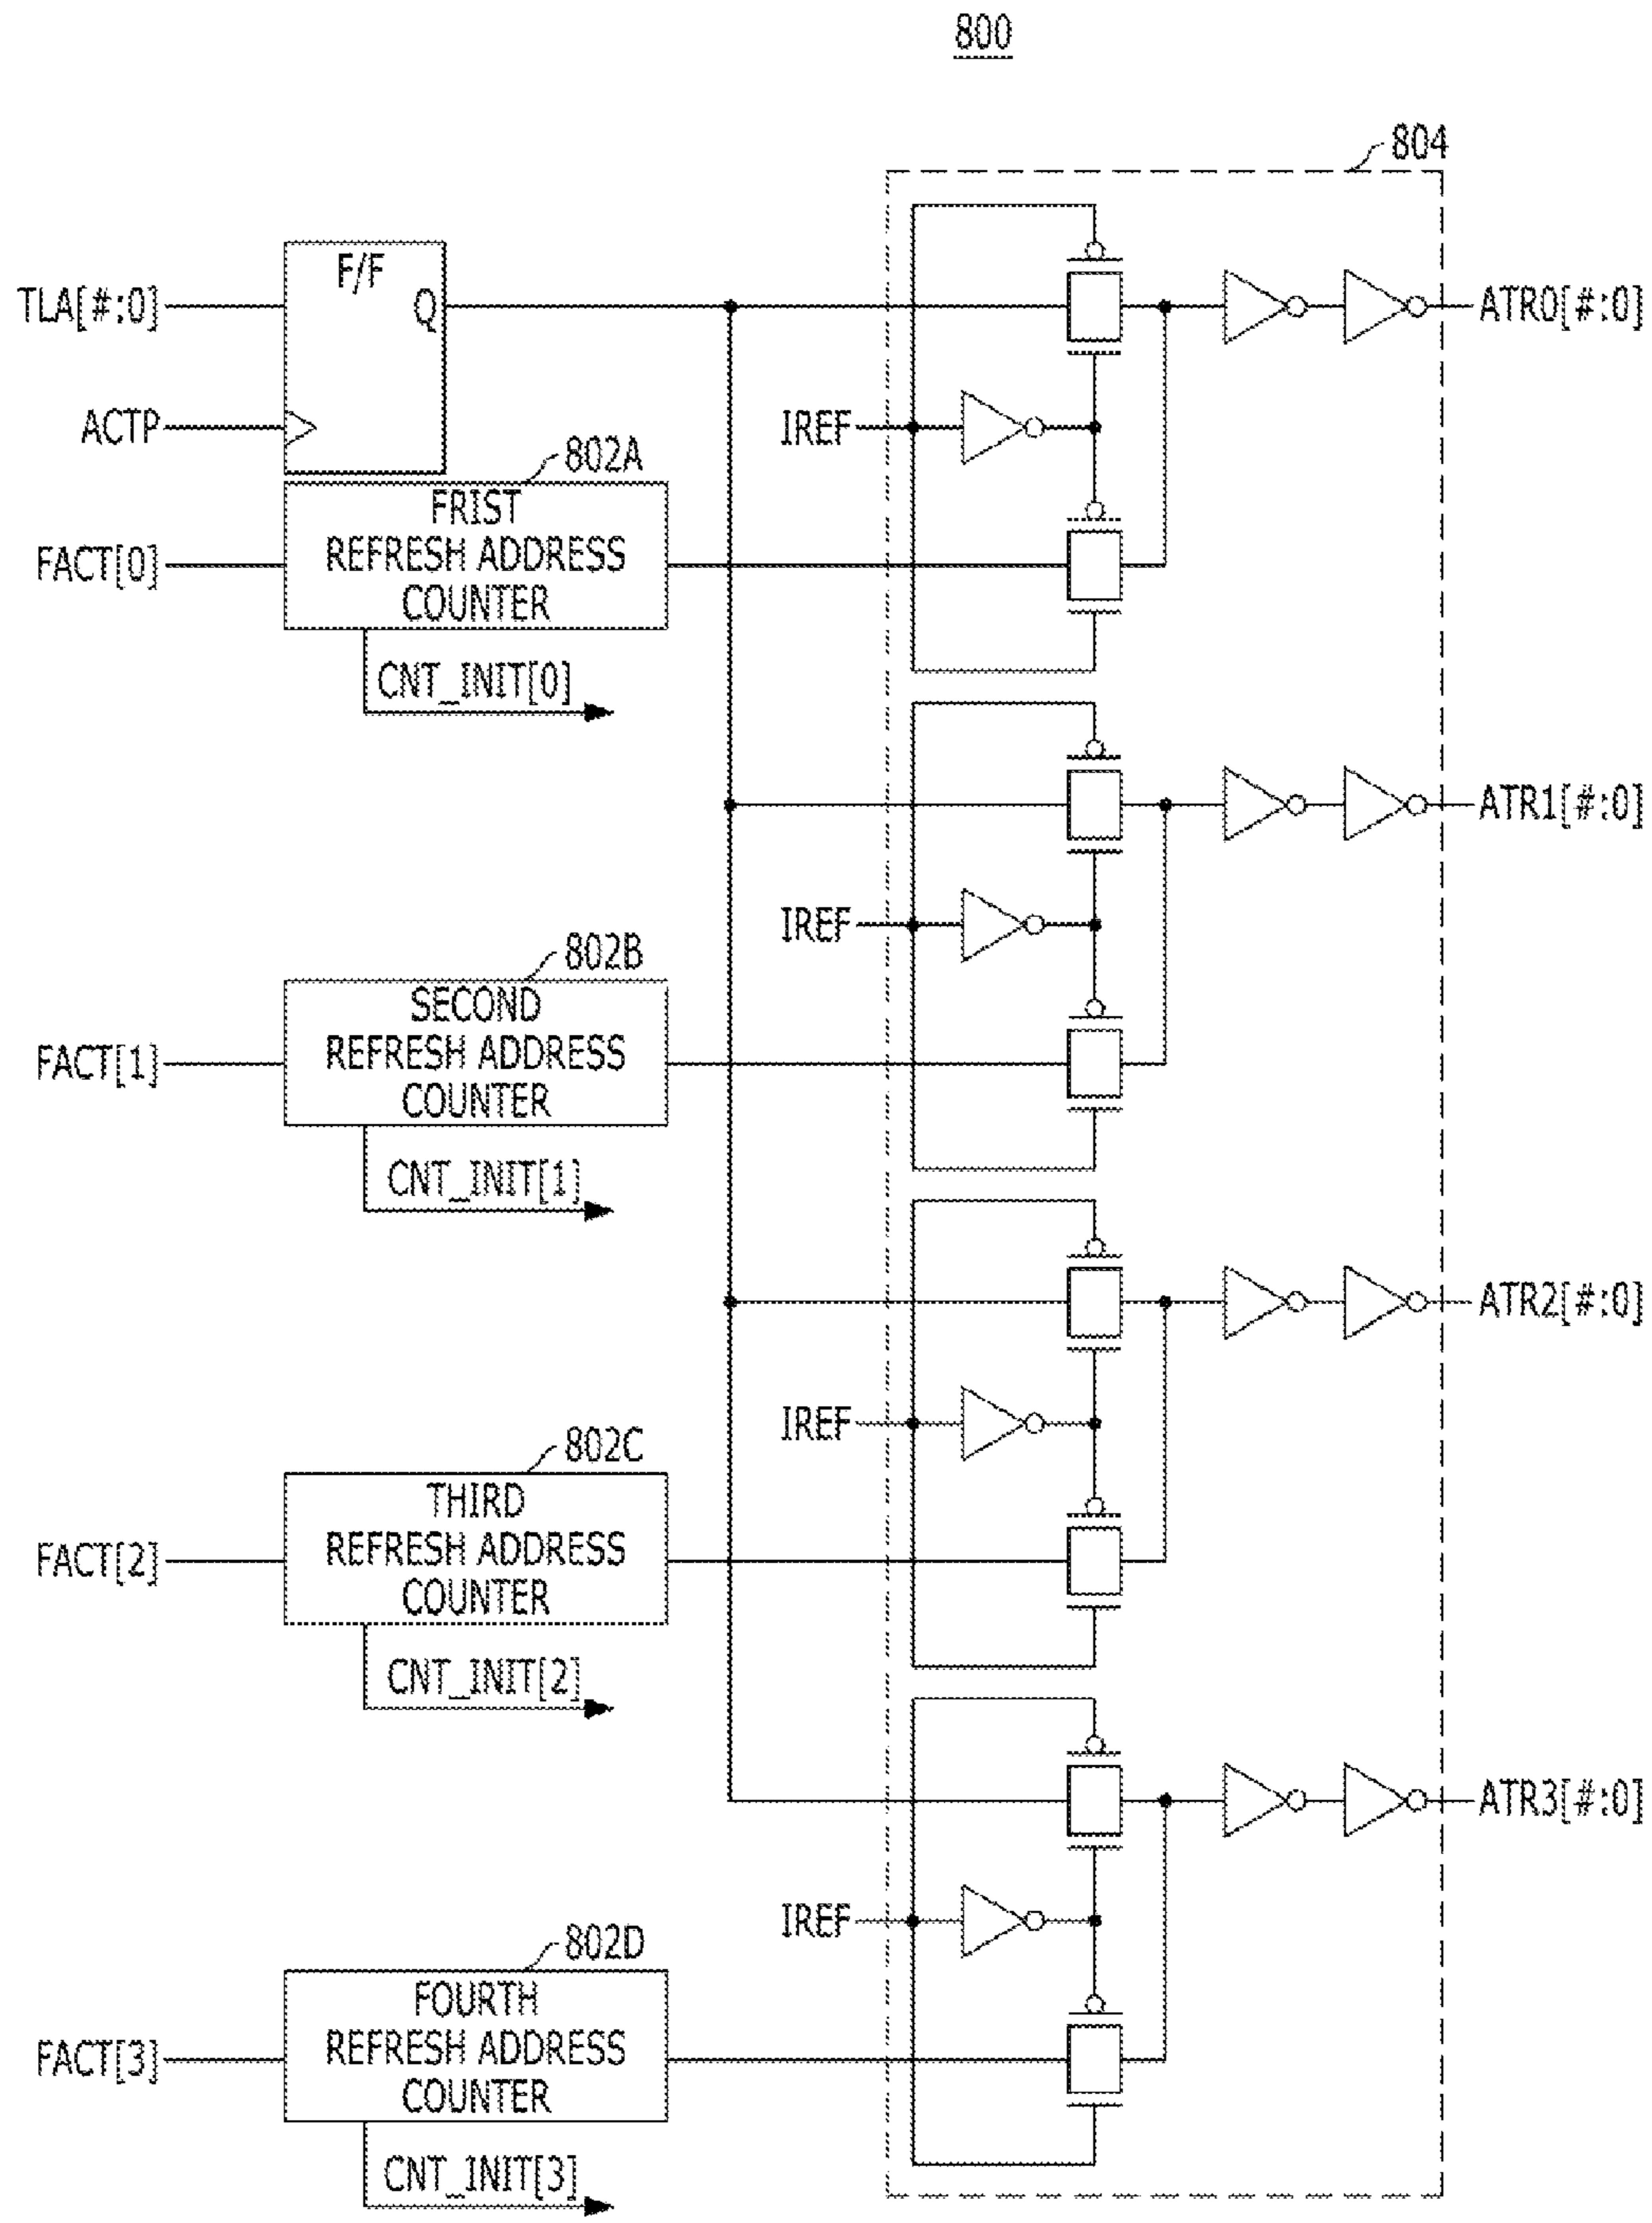 800
804
TLA[#:0]
F/F
Q
ATR0[#:0]
ACTP
IREF
802A
FRIST
REFRESH ADDRESS
COUNTER
FACT[0]
CNT_INIT[0]
ATR1[#:0]
IREF
802B
SECOND
REFRESH ADDRESS
COUNTER
FACT[1]
CNT_INIT[1]
ATR2[#:0]
IREF
802C
THIRD
REFRESH ADDRESS
COUNTER
FACT[2]
CNT_INIT[2]
ATR3[#:0]
IREF
802D
FOURTH
REFRESH ADDRESS
COUNTER
FACT[3]
CNT_INIT[3]